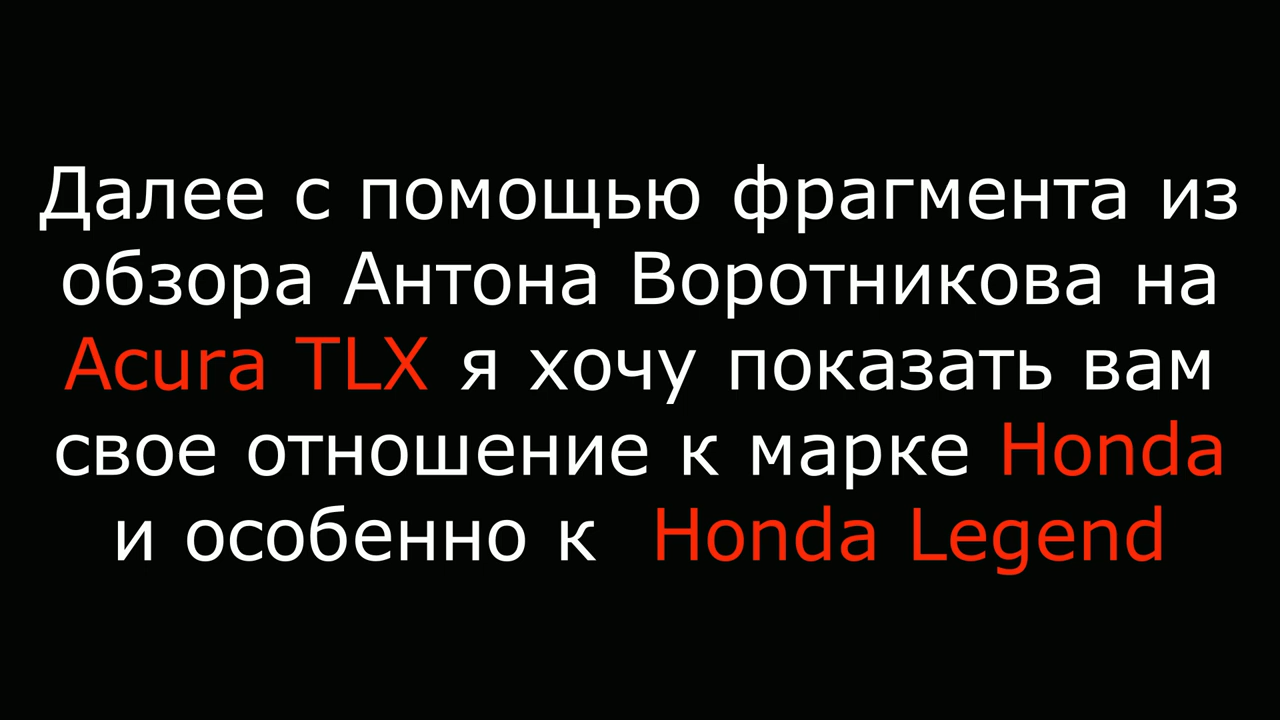 Далее с помощью фрагмента из
обзора Антона Воротникова на
Acura TLX я хочу показать вам
свое отношение к марке Honda
и особенно к Honda Legend